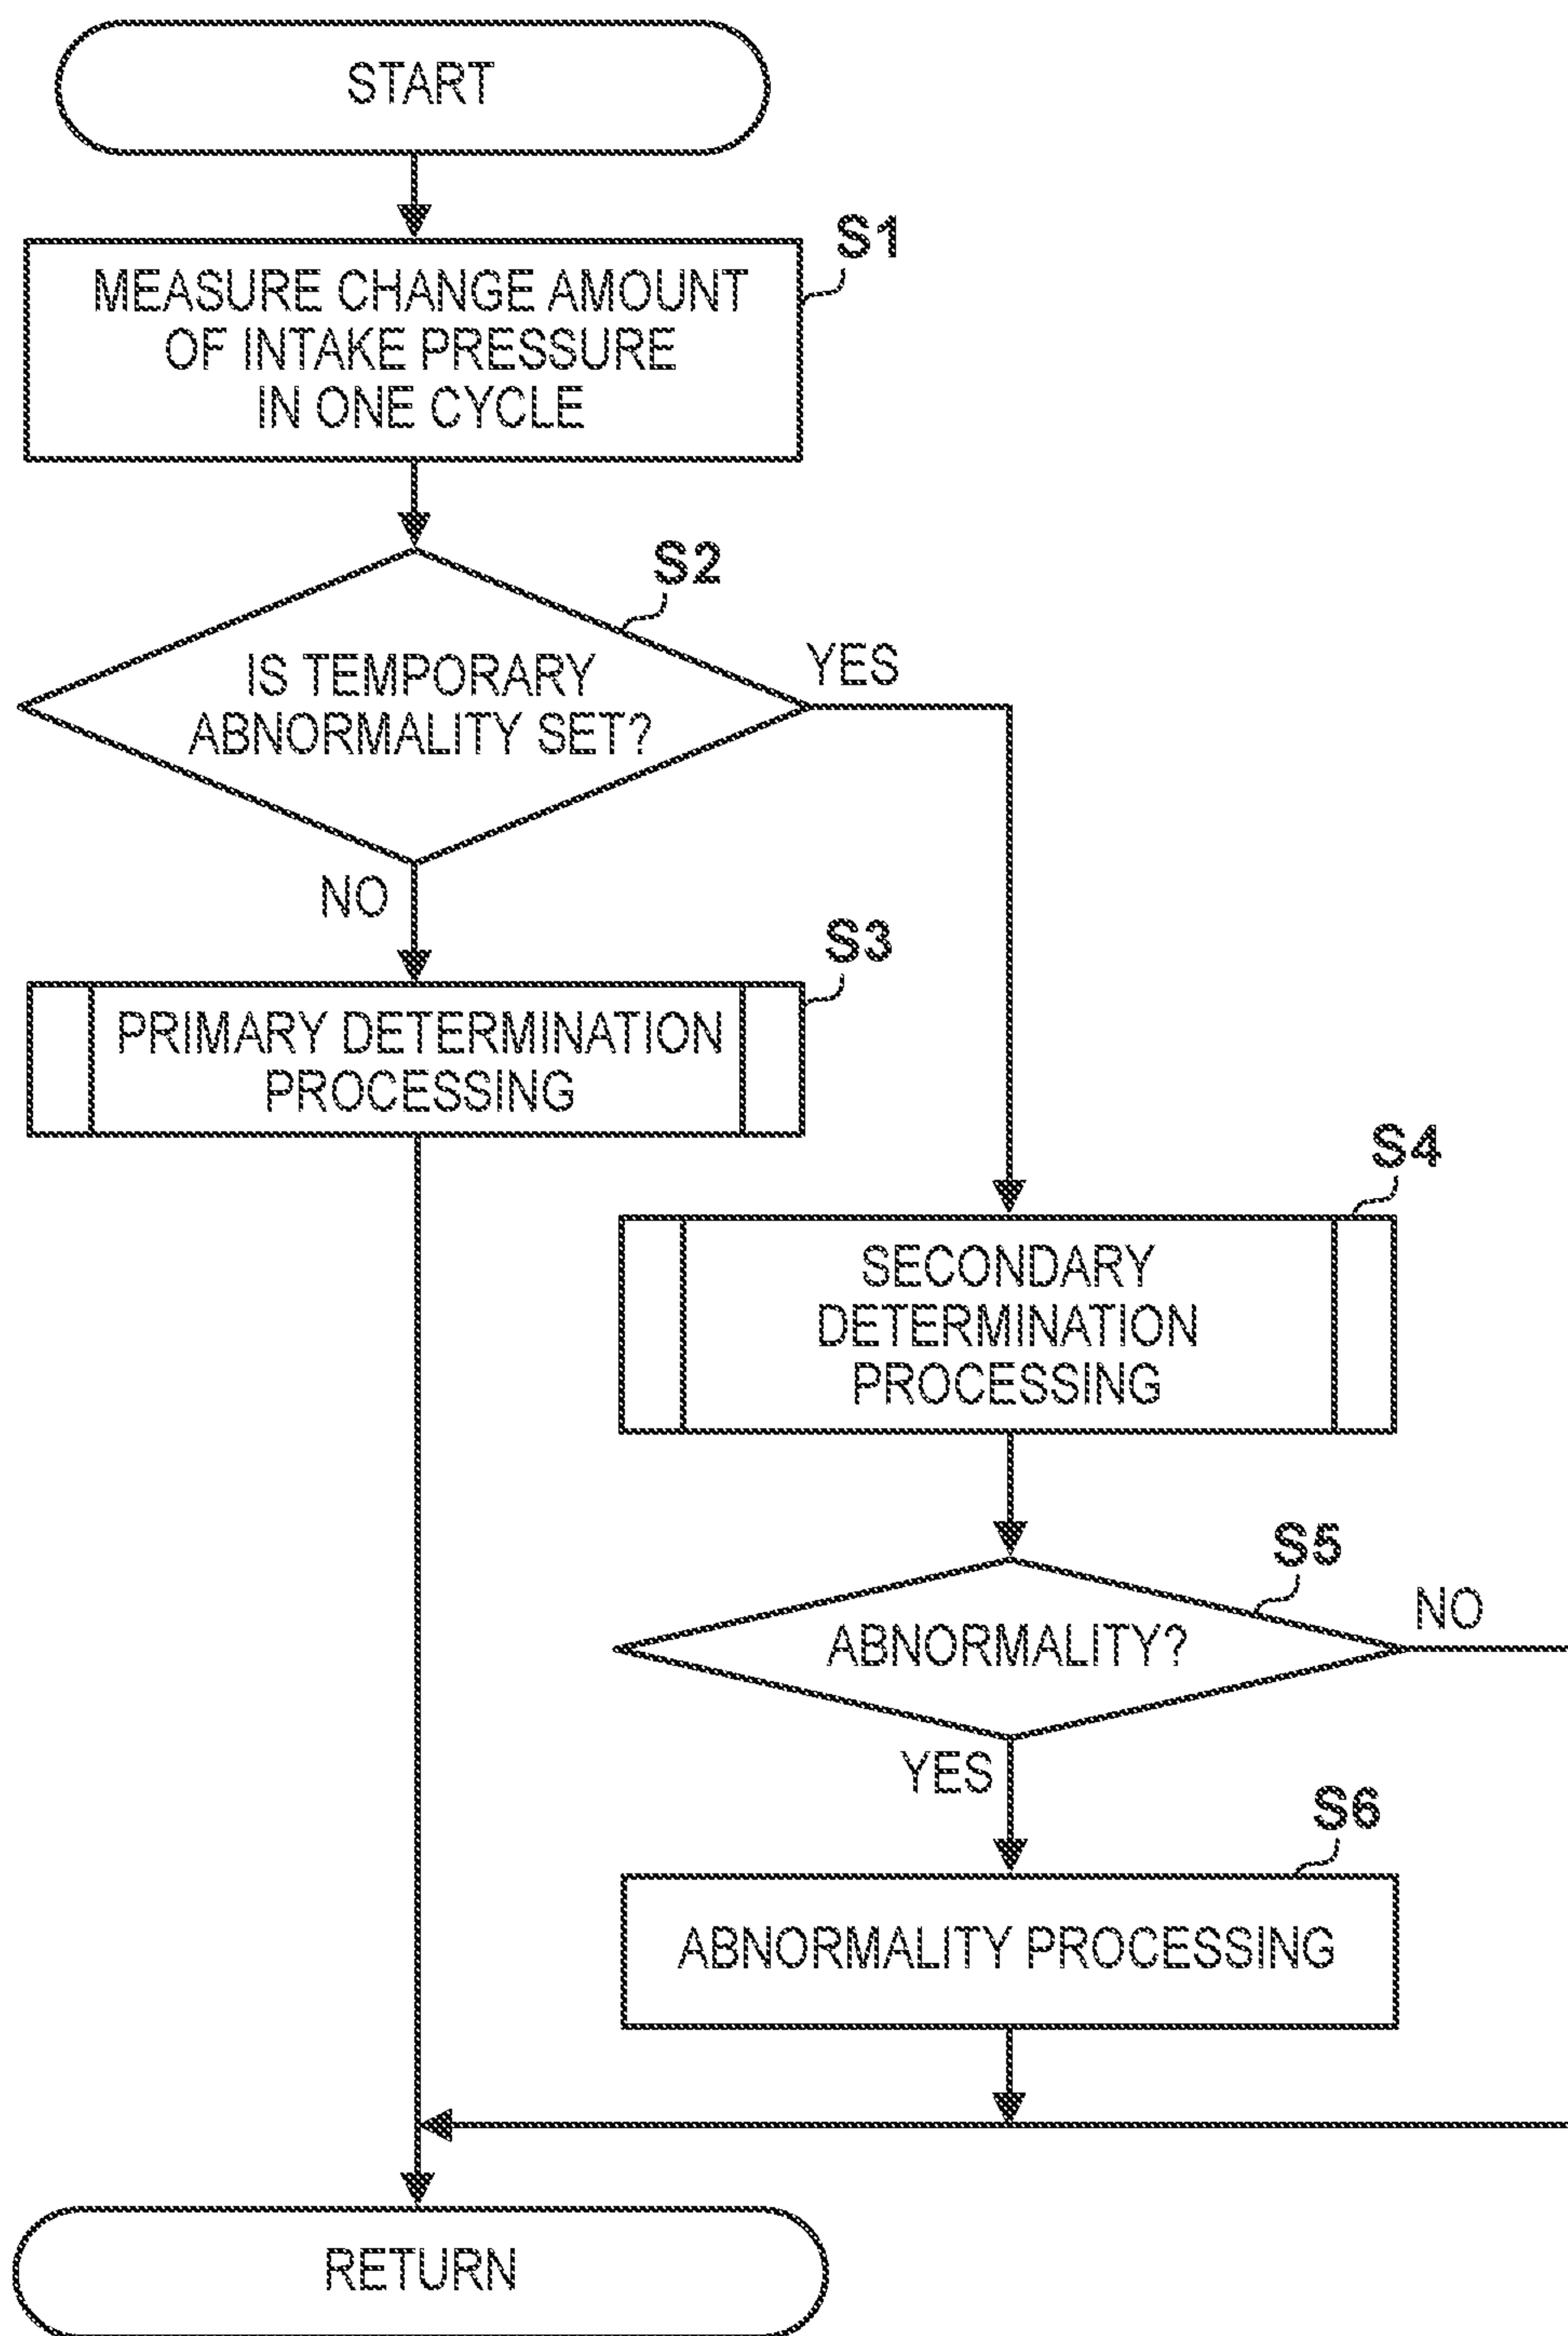 START
S1
MEASURE CHANGE AMOUNT
OF INTAKE PRESSURE
IN ONE CYCLE
S2
IS TEMPORARY
ABNORMALITY SET?
YES
NO
S3
PRIMARY DETERMINATION
PROCESSING
S4
SECONDARY
DETERMINATION
PROCESSING
S5
ABNORMALITY?
NO
YES
S6
ABNORMALITY PROCESSING
RETURN